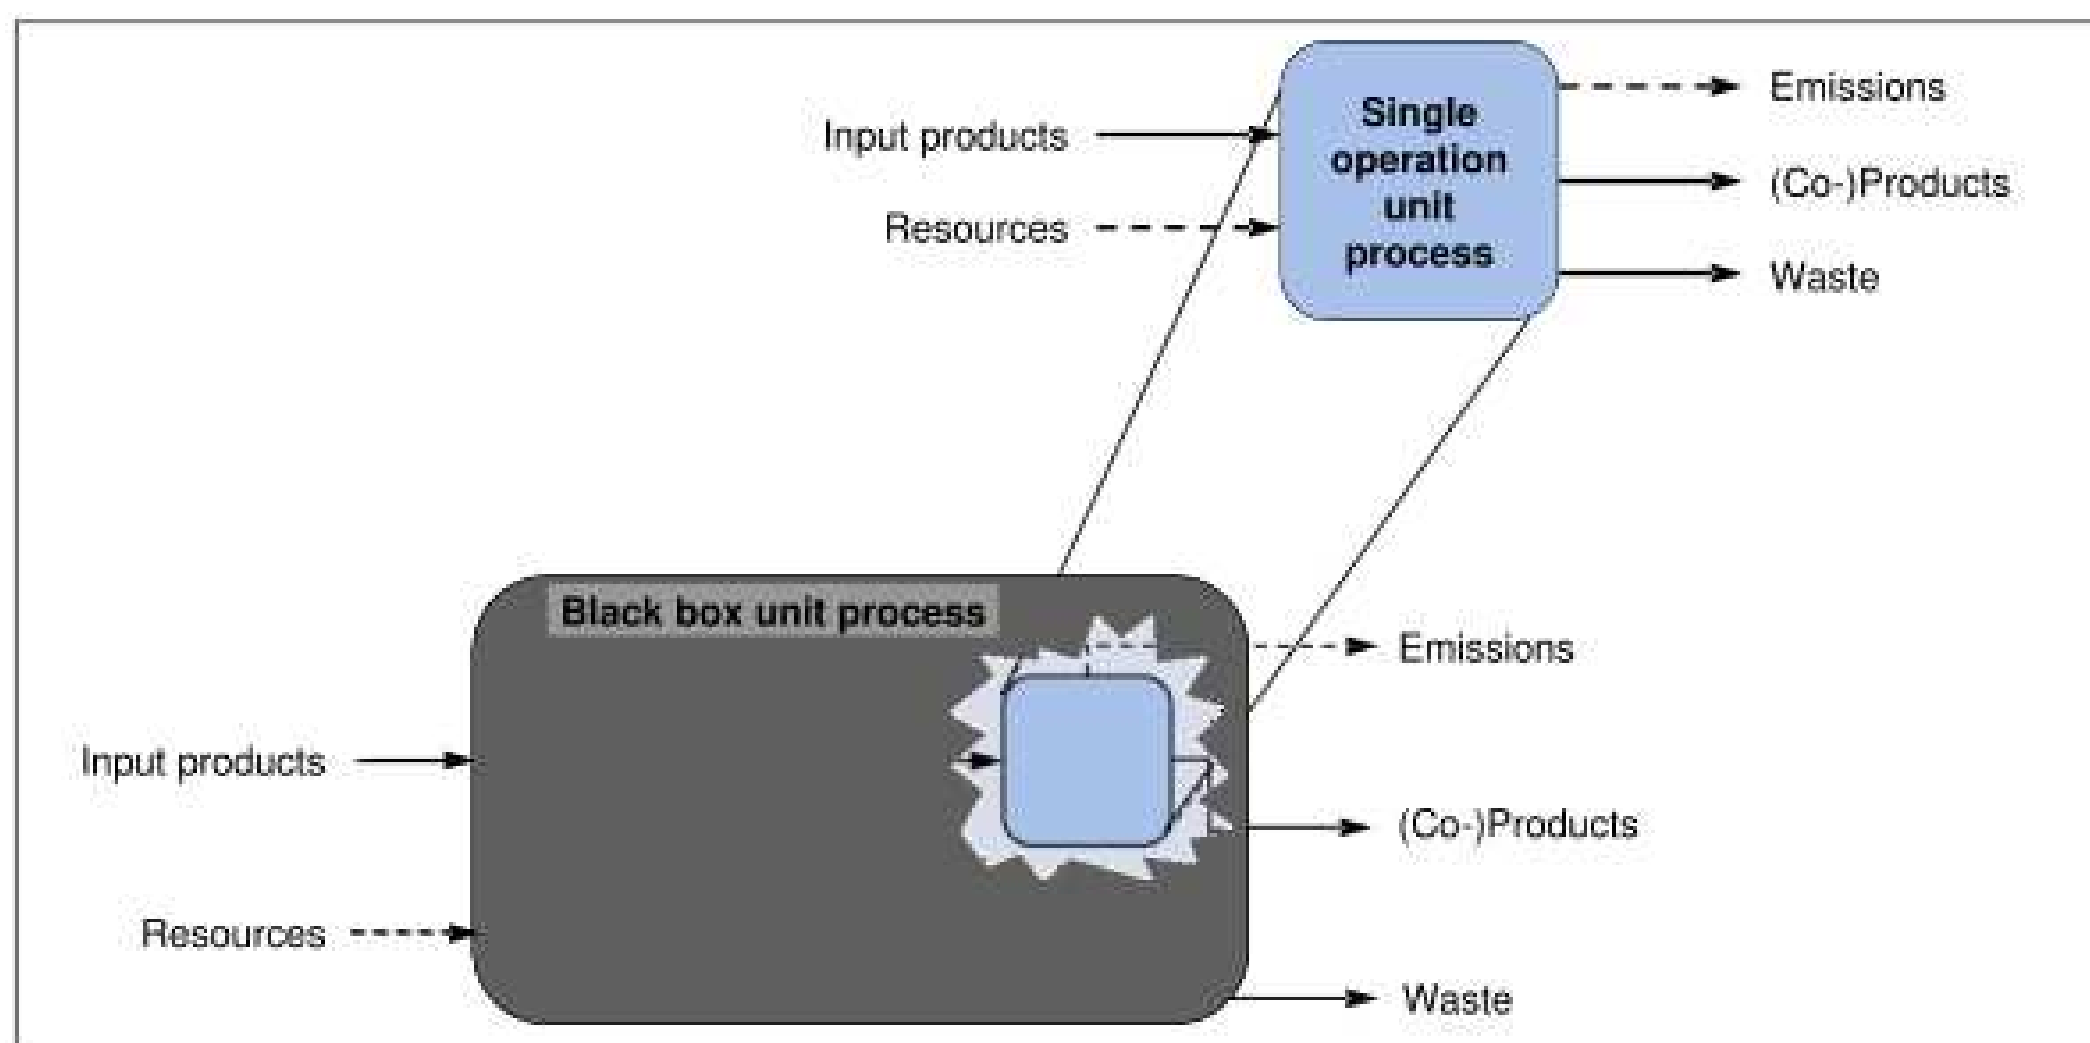 Single
operation
unit
process
Input products
Resources
Emissions
(Co-)Products
Waste
Black box unit process
Input products
Resources
Emissions
(Co-)Products
Waste